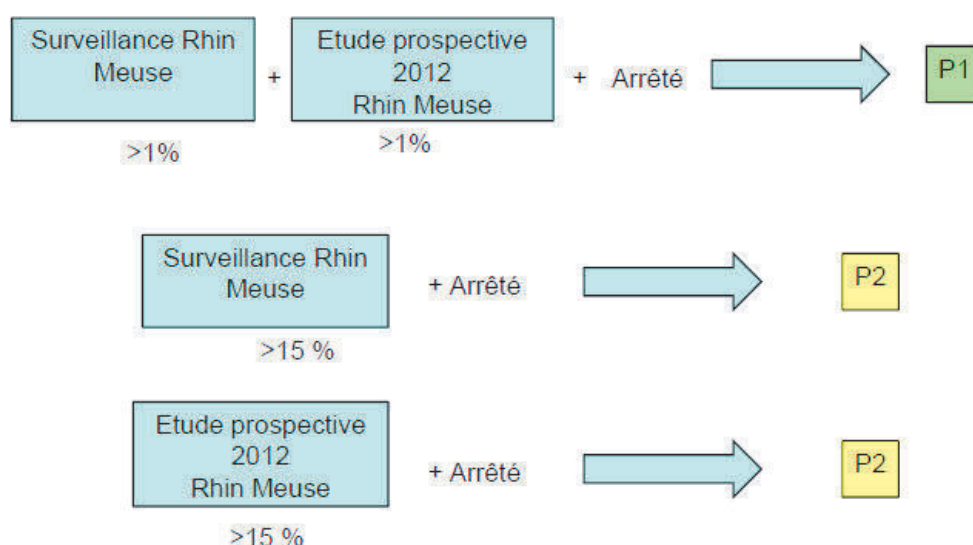 Surveillance Rhin
Meuse
+
Etude prospective
2012
Rhin Meuse
+ Arrêté
P1
>1%
>1%
Surveillance Rhin
Meuse
+ Arrêté
P2
>15 %
Etude prospective
2012
Rhin Meuse
+ Arrêté
P2
>15 %